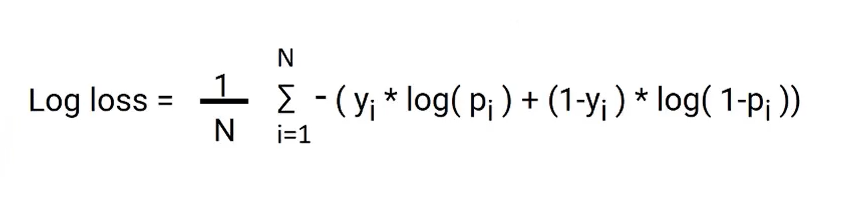 Log loss = 1/N N∑i=1 - ( yi * log( pi ) + (1-yi ) * log( 1-pi ))